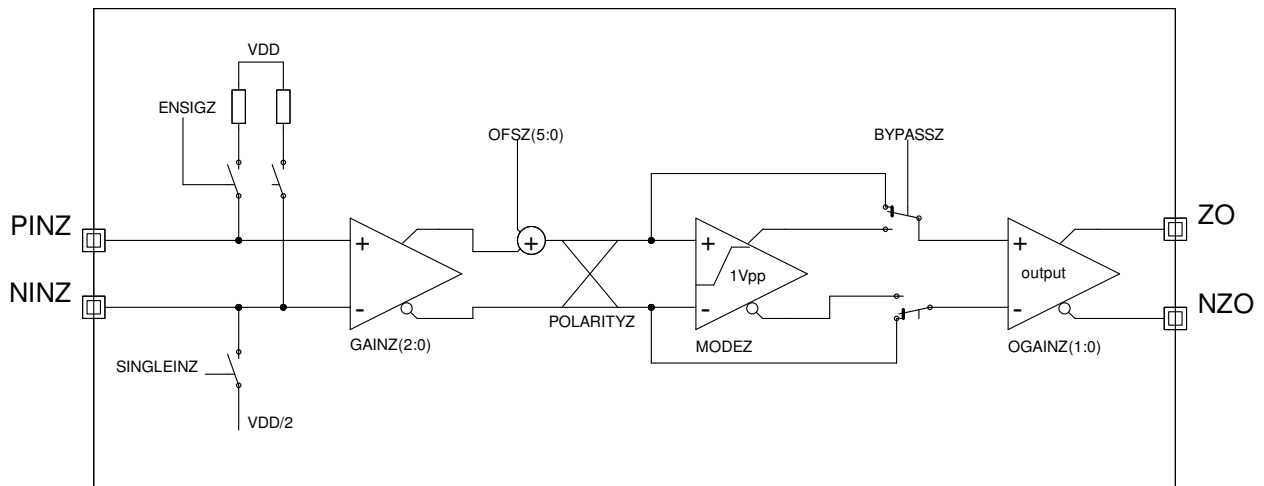 VDD
ENSIGZ
OFSZ(5:0)
BYPASSZ
PINZ
ZO
+
+
+
+
1Vpp
output
NINZ
NZO
-
-
-
POLARITYZ
GAINZ(2:0)
MODEZ
OGAINZ(1:0)
SINGLEINZ
VDD/2